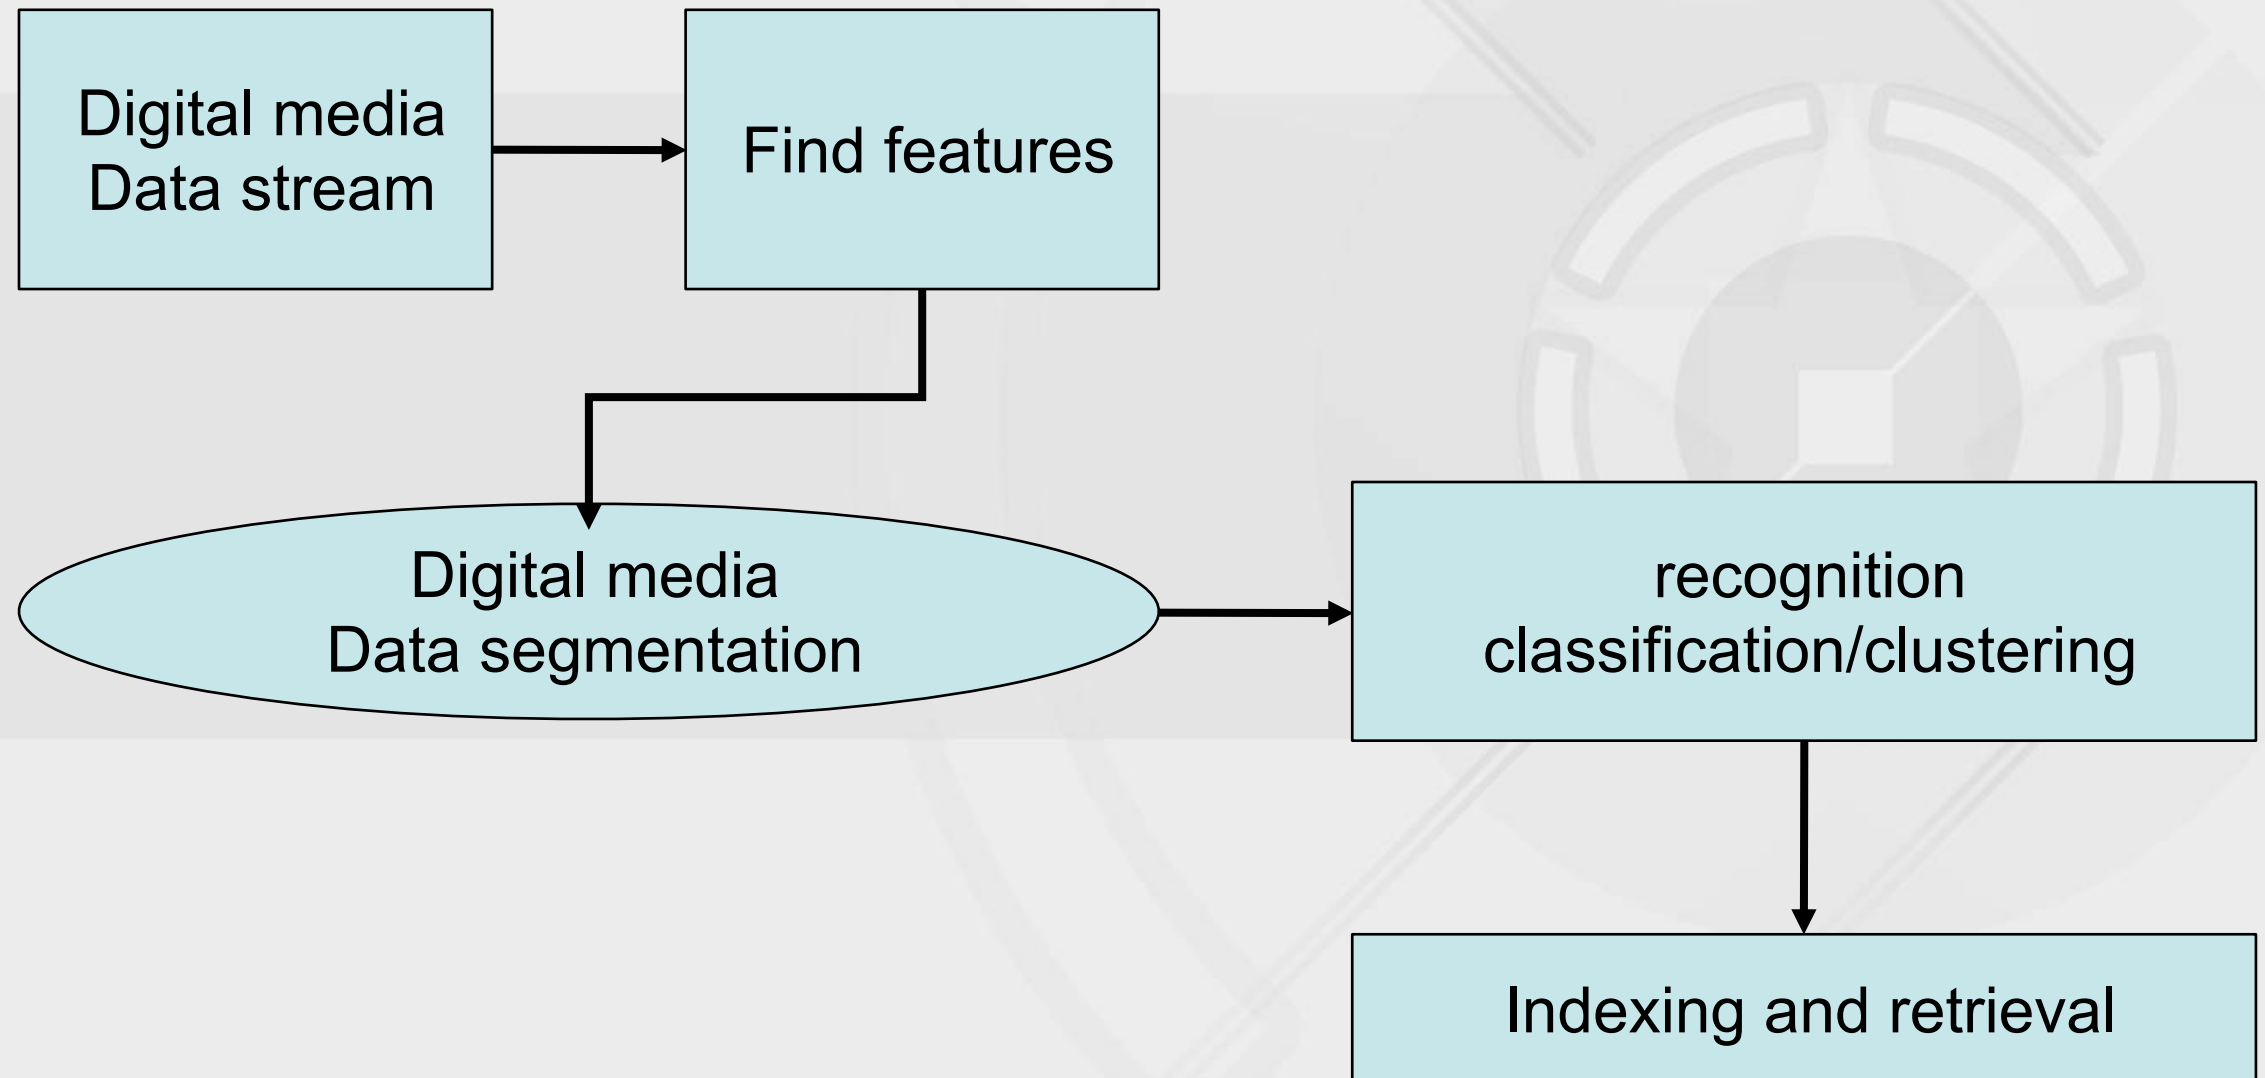 Digital media
Data stream
Find features
Digital media
Data segmentation
recognition
classification/clustering
Indexing and retrieval